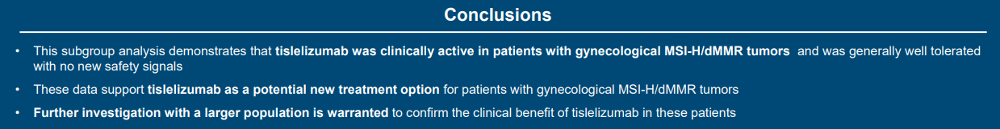 Conclusions
• This subgroup analysis demonstrates that tislelizumab was clinically active in patients with gynecological MSI-H/dMMR tumors and was generally well tolerated
with no new safety signals
• These data support tislelizumab as a potential new treatment option for patients with gynecological MSI-H/dMMR tumors
• Further investigation with a larger population is warranted to confirm the clinical benefit of tislelizumab in these patients